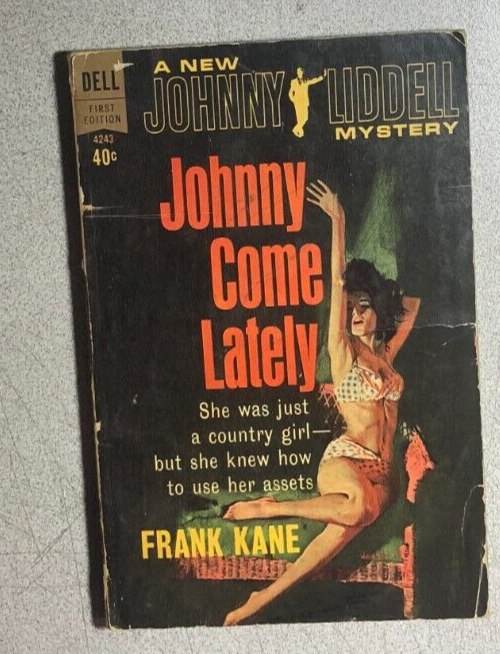 DELL
FIRST
EDITION
4243
40c
A NEW
JOHNNY LIDDELL
MYSTERY
Johnny
Come
Lately
She was just
a country girl—
but she knew how
to use her assets
FRANK KANE